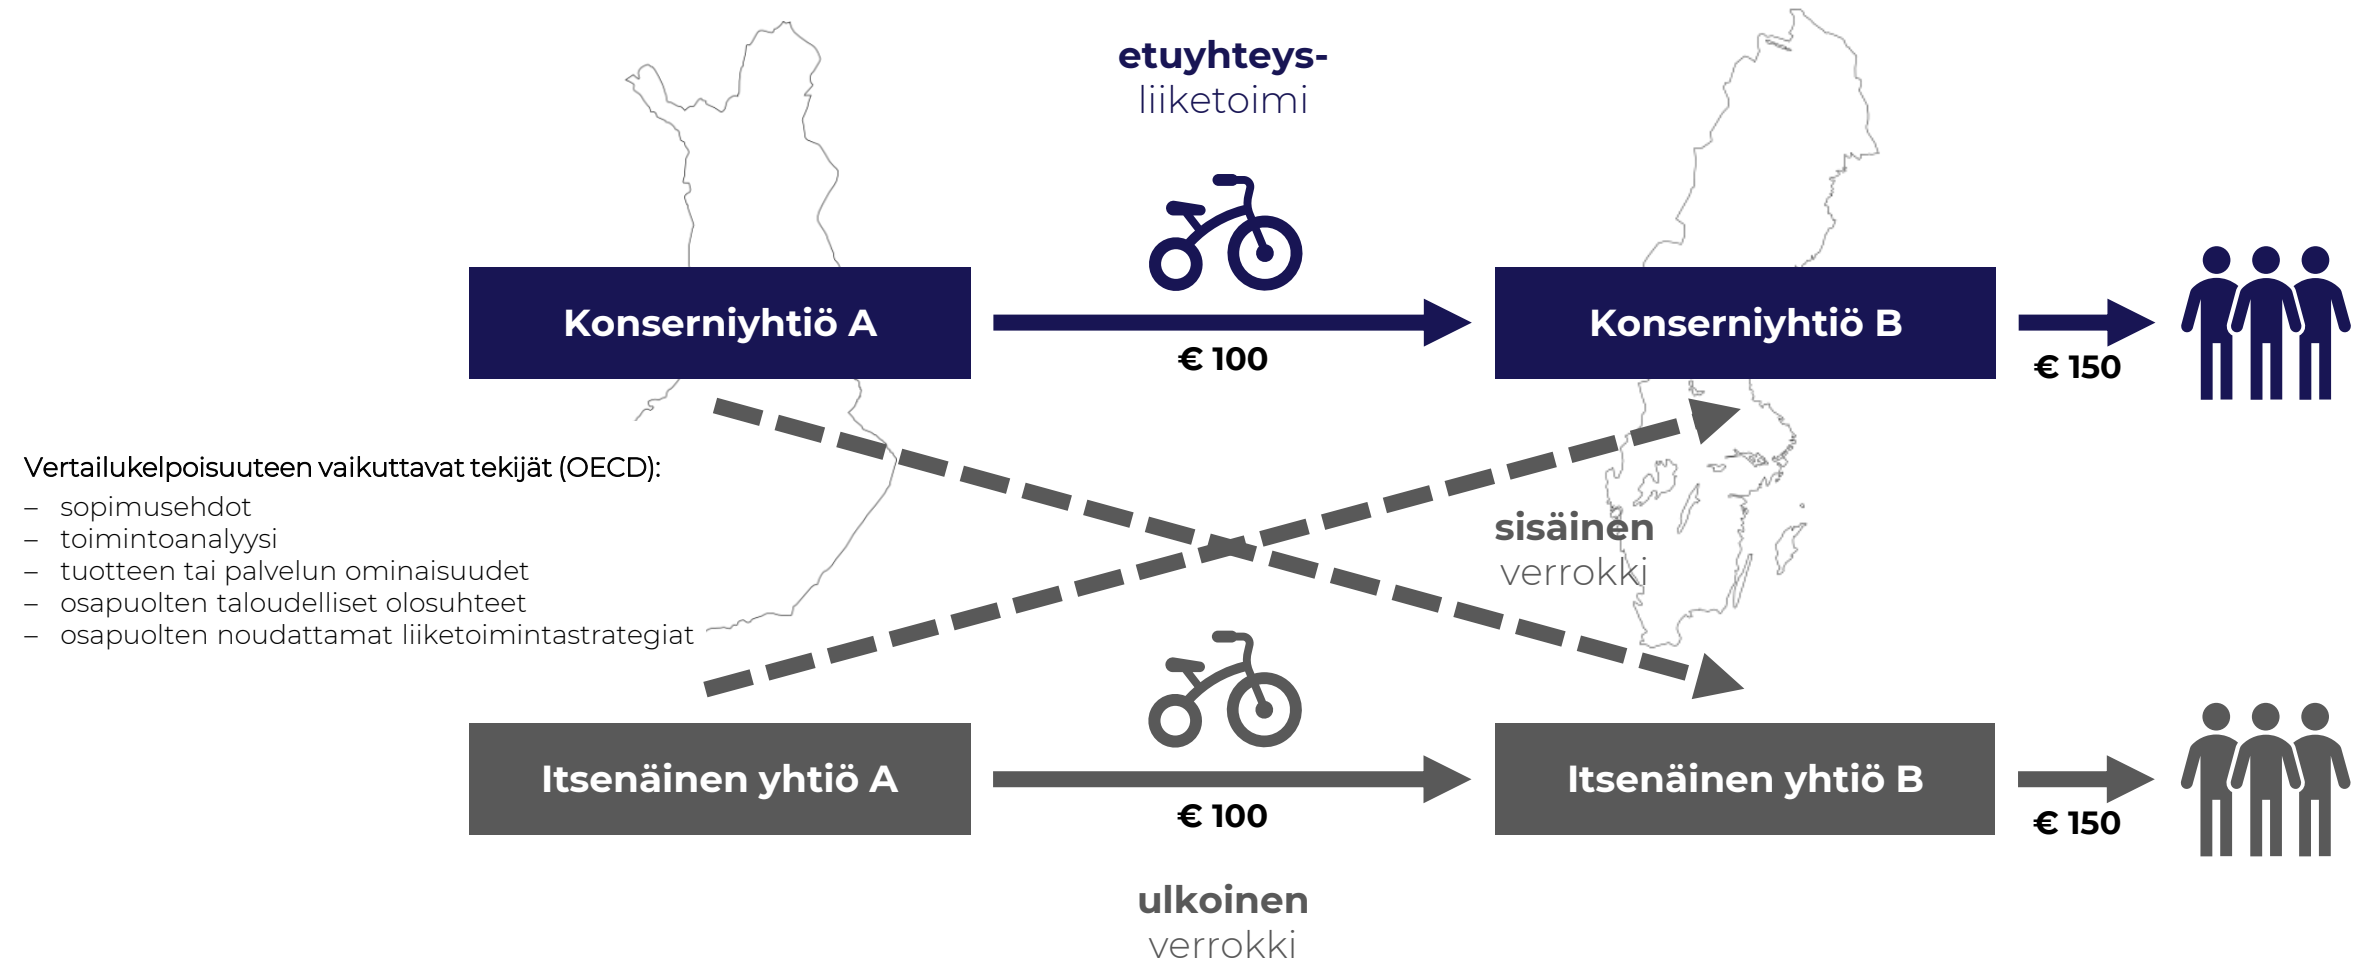 etuyhteys-
liiketoimi
Konserniyhtiö A
€ 100
Konserniyhtiö B
€ 150
Vertailukelpoisuuteen vaikuttavat tekijät (OECD):
– sopimusehdot
– toimintoanalyysi
– tuotteen tai palvelun ominaisuudet
– osapuolten taloudelliset olosuhteet
– osapuolten noudattamat liiketoimintastrategiat
sisäinen
verrokki
Itsenäinen yhtiö A
€ 100
Itsenäinen yhtiö B
€ 150
ulkoinen
verrokki